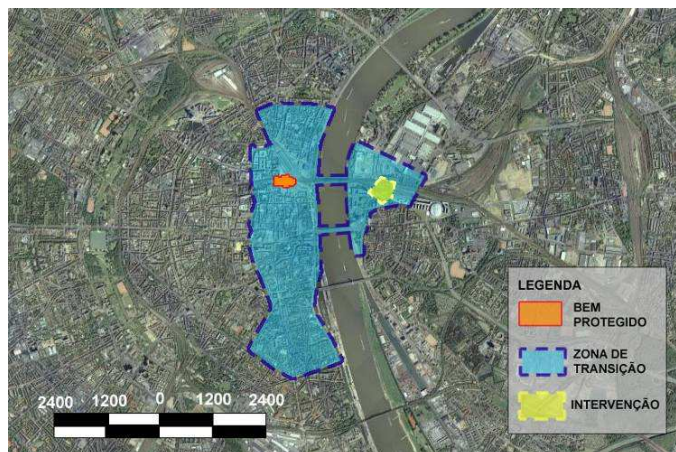 LEGENDA
BEM
PROTEGIDO
ZONA DE
TRANSIÇÃO
INTERVENÇÃO
2400 1200 0 1200 2400